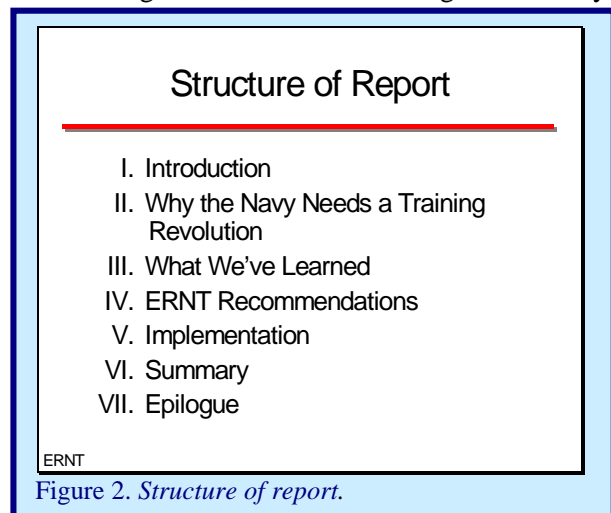 Structure of Report
I. Introduction
II. Why the Navy Needs a Training
Revolution
III. What We've Learned
IV. ERNT Recommendations
V. Implementation
VI. Summary
VII. Epilogue
ERNT
Figure 2. Structure of report.